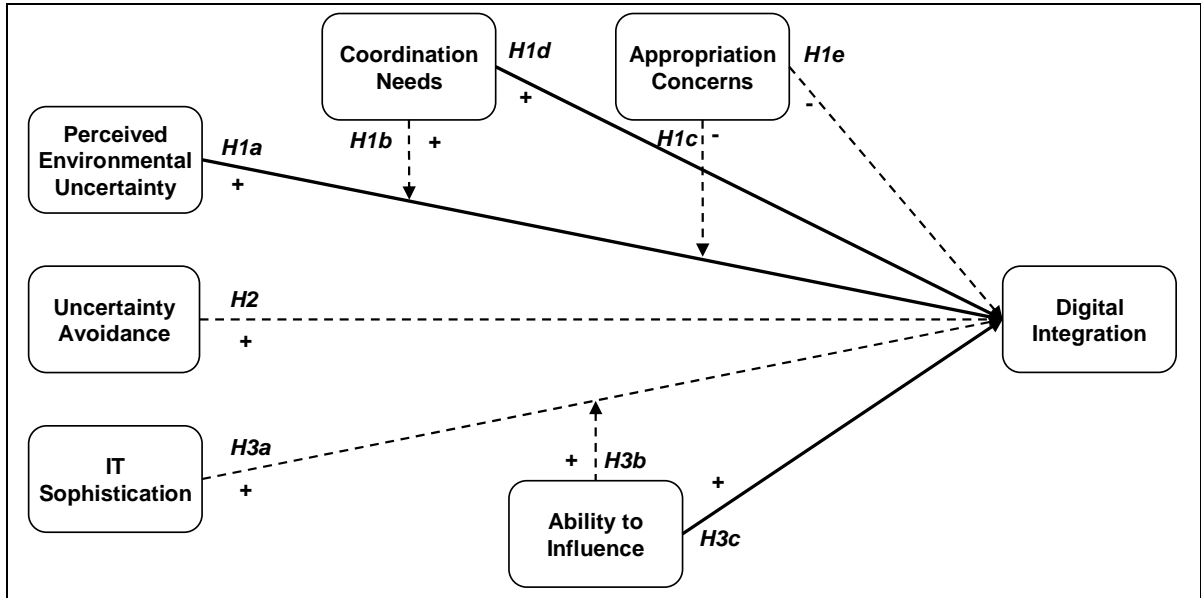 Coordination
Needs
H1d
+
Appropriation
Concerns
H1e
-
Perceived
Environmental
Uncertainty
H1a
+
H1b
+
H1c
-
Uncertainty
Avoidance
H2
+
Digital
Integration
IT
Sophistication
H3a
+
+
H3b
Ability to
Influence
+
H3c